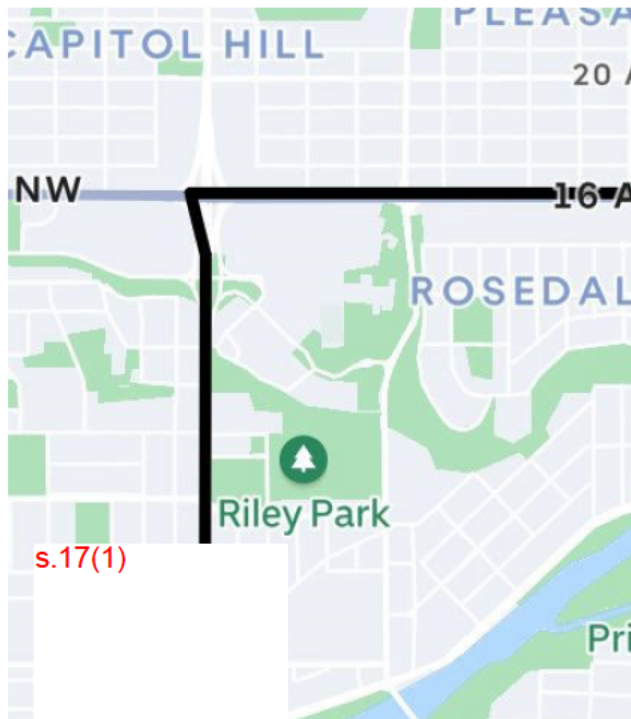 PLEASA
CAPITOL HILL
20 A
NW
16 A
ROSEDAL
Riley Park
s.17(1)
Pri